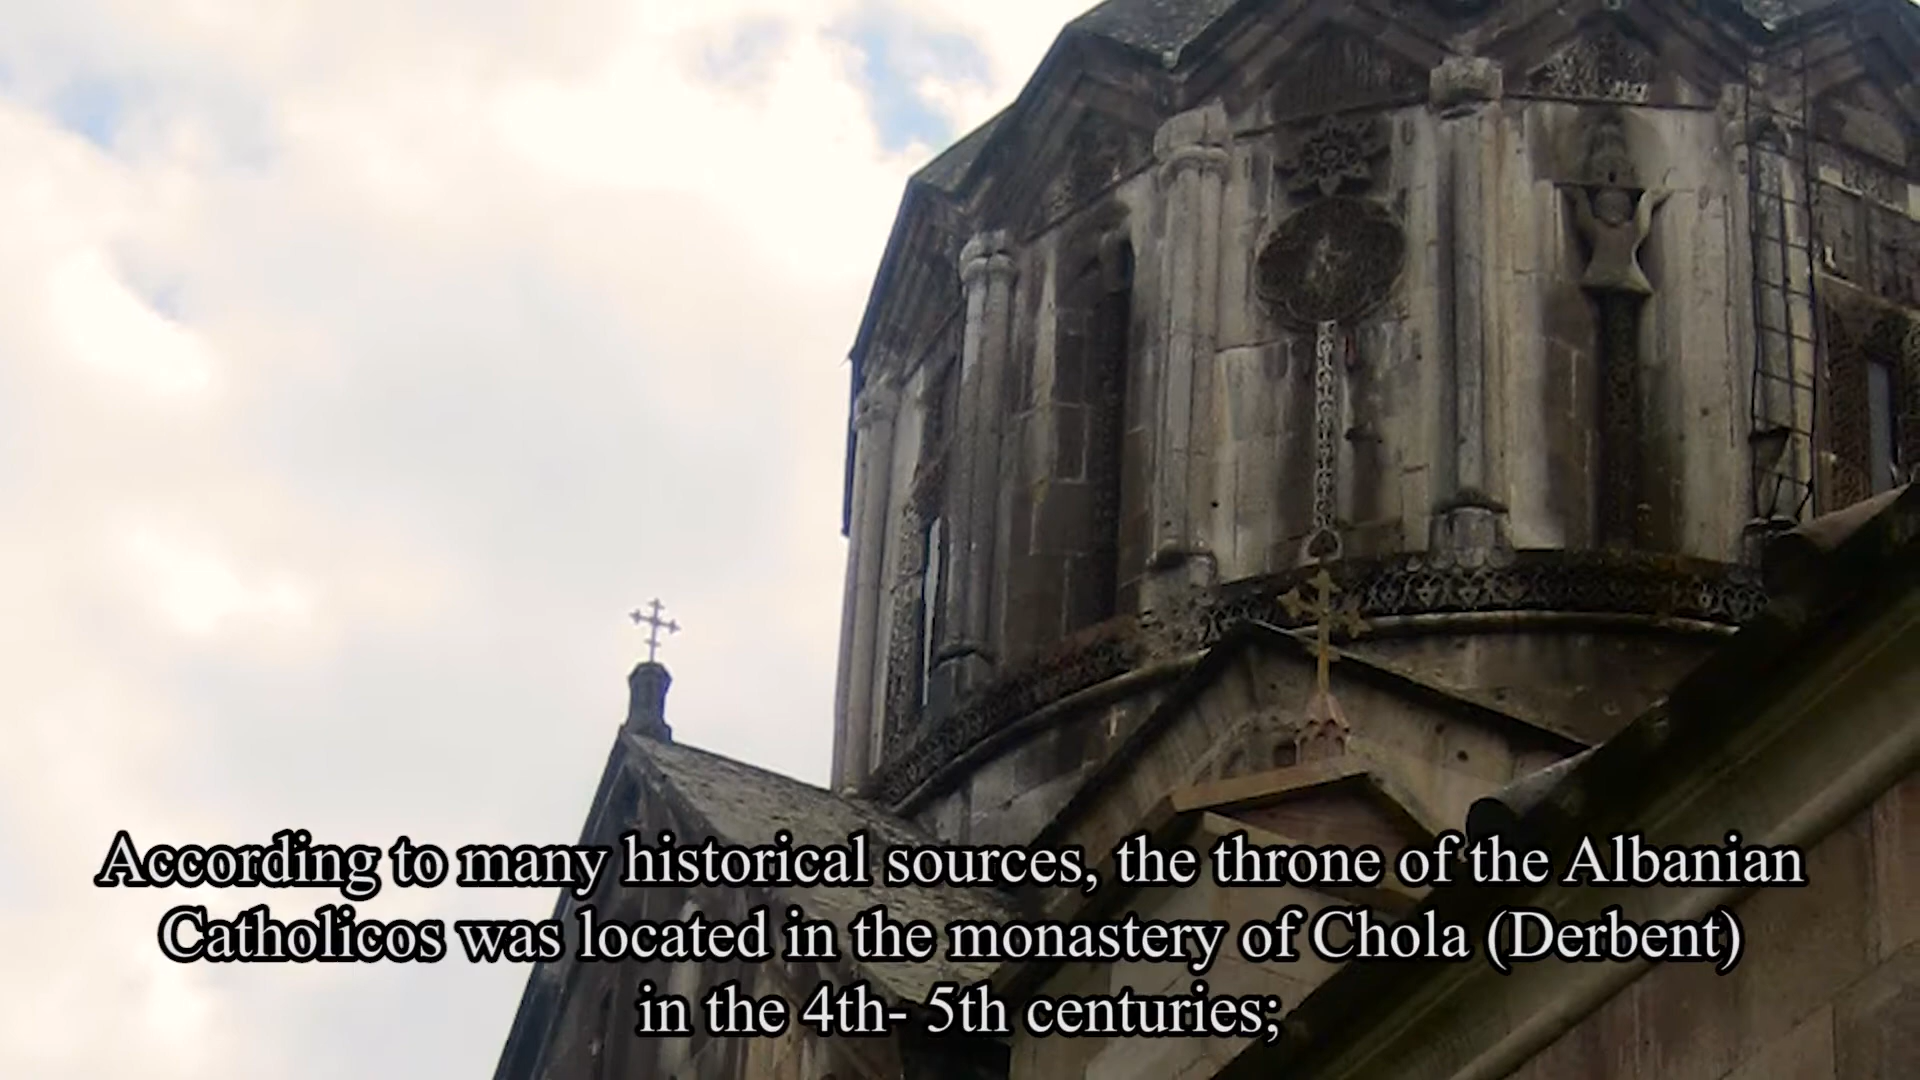 According to many historical sources, the throne of the Albanian
Catholicos was located in the monastery of Chola (Derbent)
in the 4th- 5th centuries;